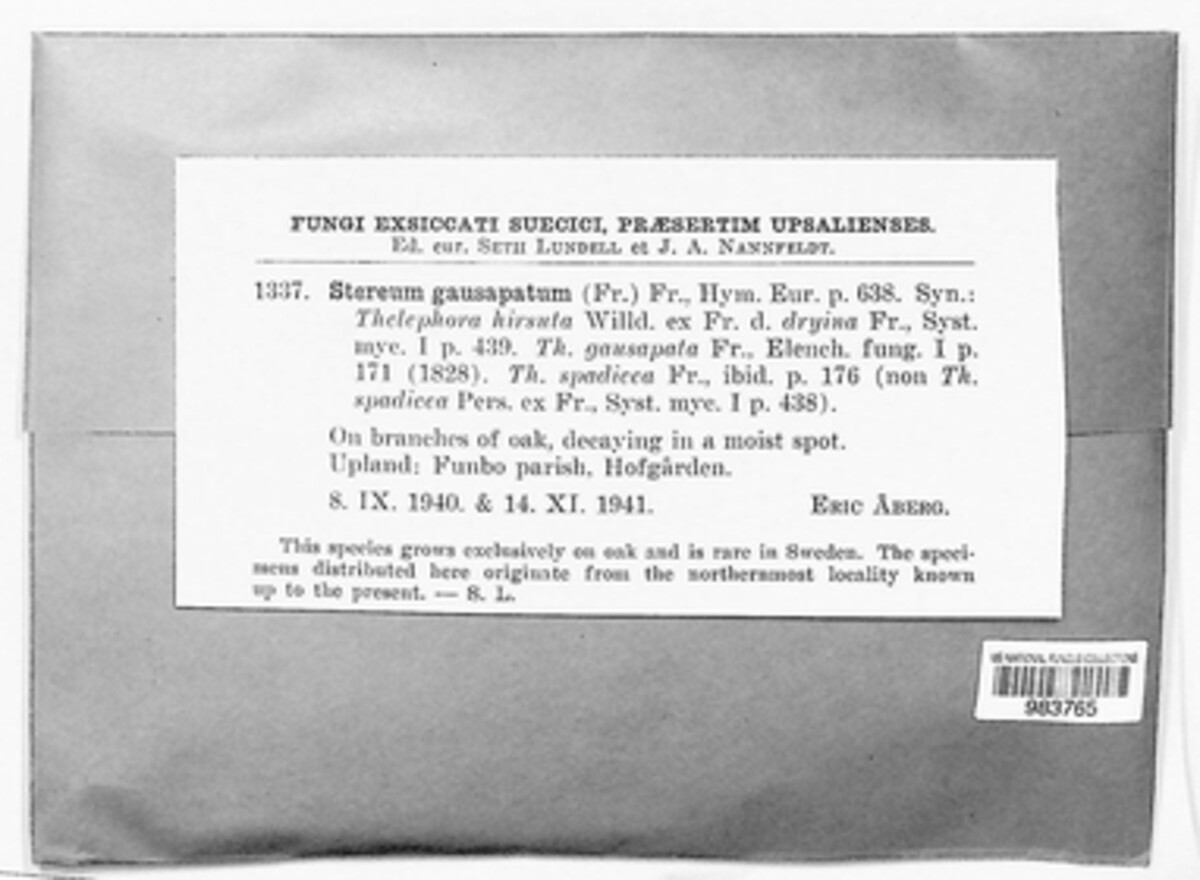 FUNGI EXSICCATI SUECICI, PRÆSERTIM UPSALIENSES.
Ed. cur. SETH LUNDELL et J. A. NANNFELDT.
1337. Stereum gausapatum (Fr.) Fr., Hym. Eur. p. 638. Syn.:
Thelephora hirsuta Willd. ex Fr. d. dryina Fr., Syst.
myc. I p. 439. Th. gausapata Fr., Elench. fung. I p.
171 (1828). Th. spadicea Fr., ibid. p. 176 (non Th.
spadicea Pers. ex Fr., Syst. myc. I p. 438).
On branches of oak, decaying in a moist spot.
Upland: Funbo parish, Hofgården.
8. IX. 1940. & 14. XI. 1941. ERIC ÅBERG.
This species grows exclusively on oak and is rare in Sweden. The speci-
mens distributed here originate from the northernmost locality known
up to the present. — S. L.
US NATIONAL FUNGUS COLLECTIONS
983765